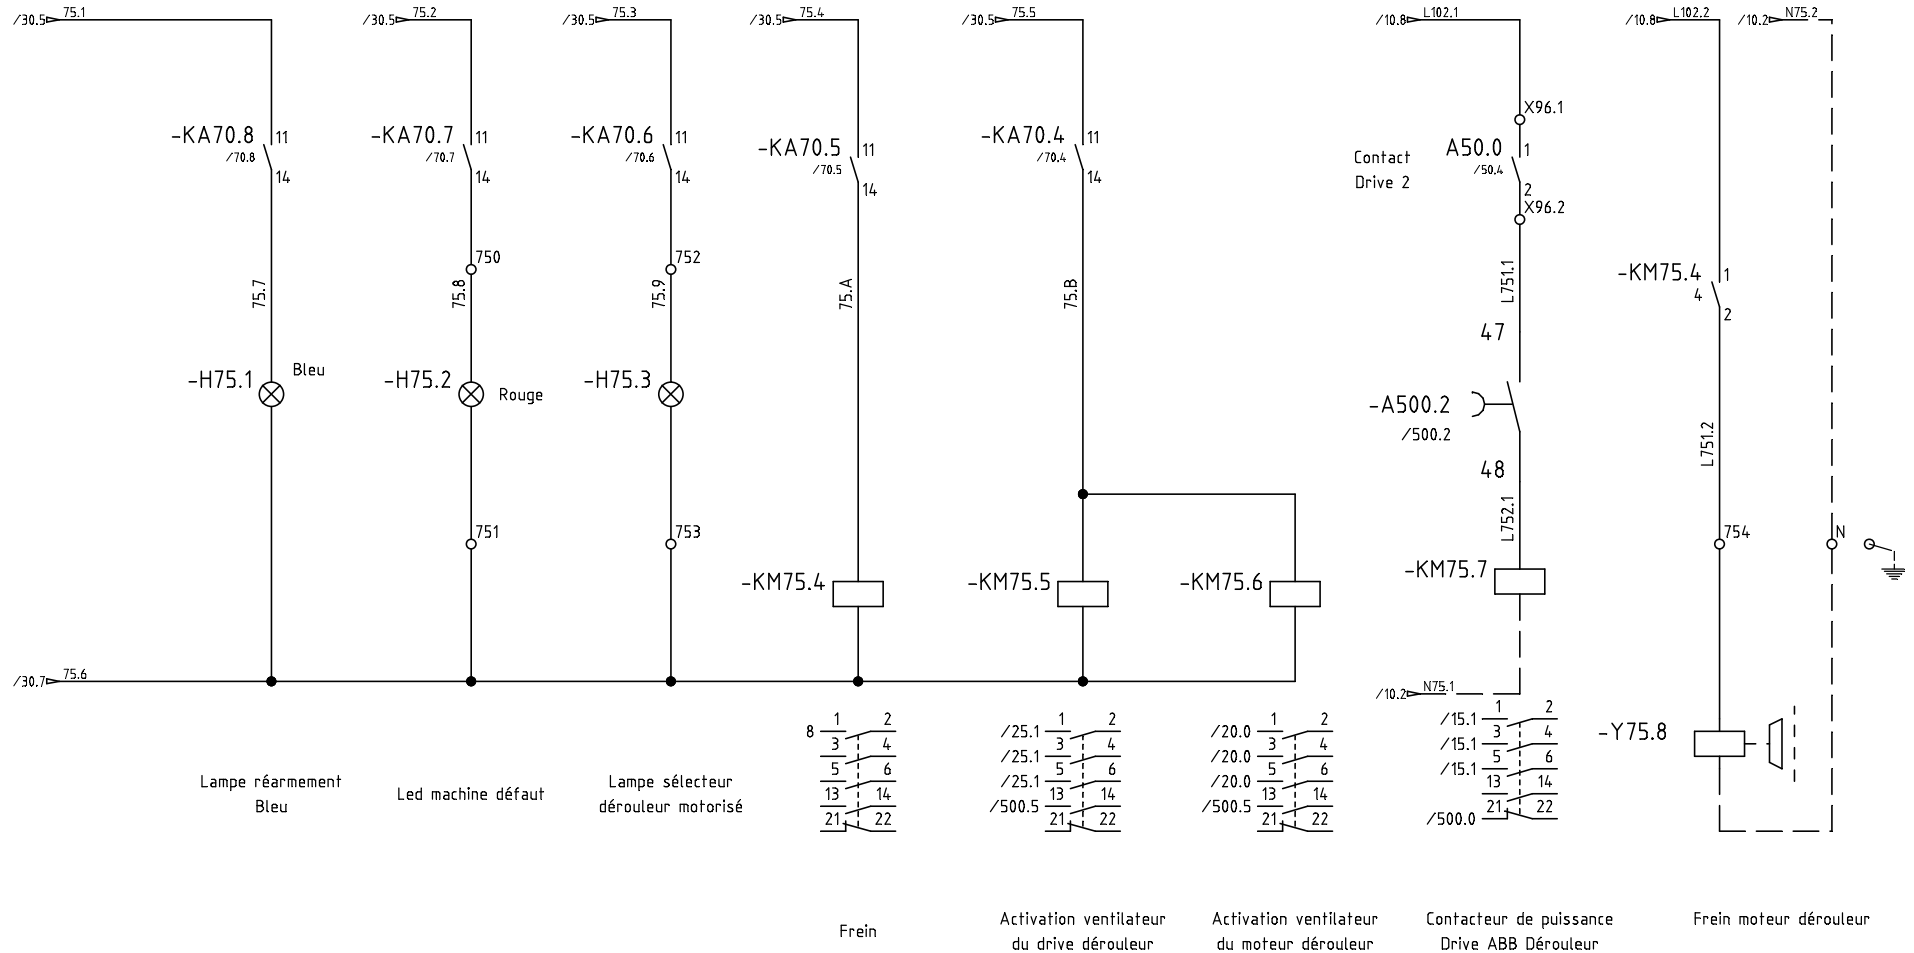 /30.5 75.1
/30.5 75.2
/30.5 75.3
/30.5 75.4
/30.5 75.5
/10.8 L102.1
/10.8 L102.2
/10.2 N75.2
-KA70.8 11
/70.8
14
75.7
-H75.1
Bleu
-KA70.7 11
/70.7
14
750
75.8
-H75.2
Rouge
751
-KA70.6 11
/70.6
14
752
75.9
-H75.3
753
-KA70.5 11
/70.5
14
75.A
-KM75.4
-KA70.4 11
/70.4
14
75.B
-KM75.5
-KM75.6
X96.1
Contact
Drive 2
A50.0 1
/50.4
2
X96.2
L751.1
47
-A500.2
/500.2
48
L752.1
-KM75.7
/10.2 N75.1
-KM75.4 1
4
2
L751.2
754
N
-Y75.8
/30.7 75.6
1 2
8
3 4
5 6
13 14
21 22
1 2
/25.1
3 4
/25.1
5 6
/25.1
13 14
/500.5
21 22
1 2
/20.0
3 4
/20.0
5 6
/20.0
13 14
/500.5
21 22
1 2
/15.1
3 4
/15.1
5 6
/15.1
13 14
21 22
/500.0
Lampe réarmement
Bleu
Led machine défaut
Lampe sélecteur
dérouleur motorisé
Frein
Activation ventilateur
du drive dérouleur
Activation ventilateur
du moteur dérouleur
Contacteur de puissance
Drive ABB Dérouleur
Frein moteur dérouleur